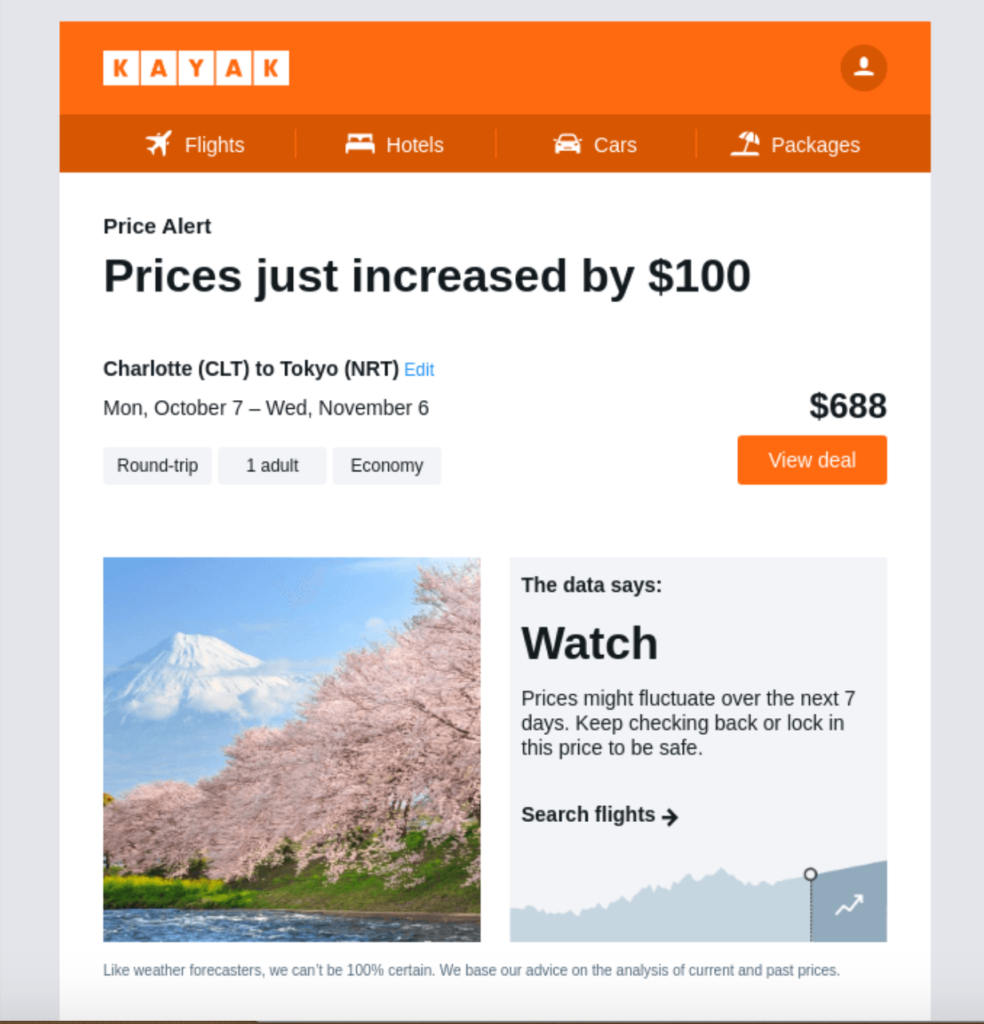 KAYAK
Flights
Hotels
Cars
Packages
Price Alert
Prices just increased by $100
Charlotte (CLT) to Tokyo (NRT) Edit
Mon, October 7 – Wed, November 6
$688
Round-trip
1 adult
Economy
View deal
The data says:
Watch
Prices might fluctuate over the next 7
days. Keep checking back or lock in
this price to be safe.
Search flights
Like weather forecasters, we can't be 100% certain. We base our advice on the analysis of current and past prices.